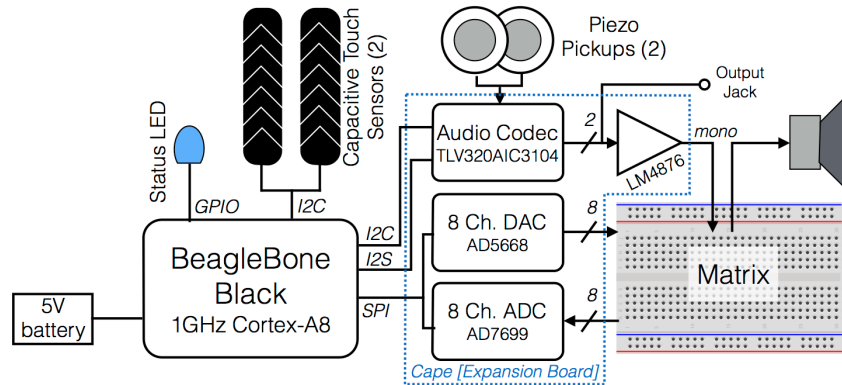 Piezo
Pickups (2)
Capacitive Touch
Sensors (2)
Status LED
Output
Jack
Audio Codec
TLV320AIC3104
2
mono
LM4876
GPIO
I2C
I2C
I2S
SPI
BeagleBone
Black
1GHz Cortex-A8
5V
battery
8 Ch. DAC
AD5668
8
8 Ch. ADC
AD7699
8
Matrix
Cape [Expansion Board]